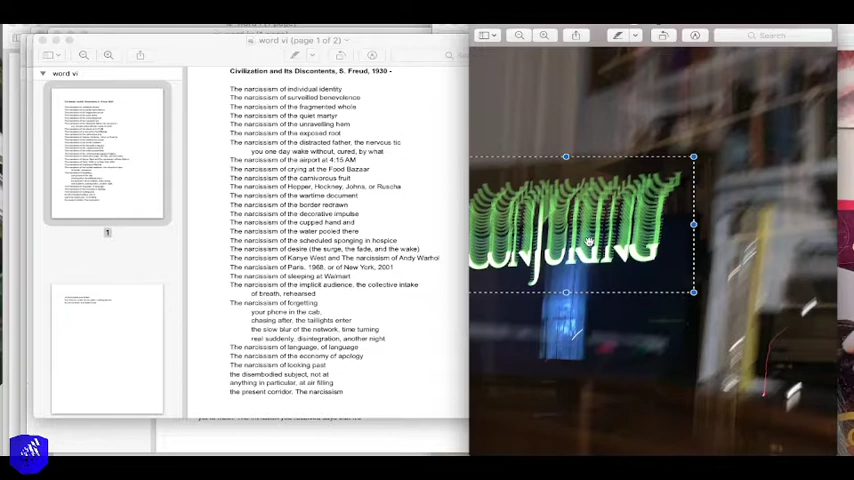 word vi (page 1 of 2)
Search
word vi
1
Civilization and Its Discontents, S. Freud, 1930 -
The narcissism of individual identity
The narcissism of surveilled benevolence
The narcissism of the fragmented whole
The narcissism of the quiet martyr
The narcissism of the unravelling hem
The narcissism of the exposed root
The narcissism of the distracted father, the nervous tic
you one day wake without, cured, by what
The narcissism of the airport at 4:15 AM
The narcissism of crying at the Food Bazaar
The narcissism of the carnivorous fruit
The narcissism of Hopper, Hockney, Johns, or Ruscha
The narcissism of the wartime document
The narcissism of the border redrawn
The narcissism of the decorative impulse
The narcissism of the cupped hand and
The narcissism of the water pooled there
The narcissism of the scheduled sponging in hospice
The narcissism of desire (the surge, the fade, and the wake)
The narcissism of Kanye West and The narcissism of Andy Warhol
The narcissism of Paris, 1968, or of New York, 2001
The narcissism of sleeping at Walmart
The narcissism of the implicit audience, the collective intake
of breath, rehearsed
The narcissism of forgetting
your phone in the cab,
chasing after, the taillights enter
the slow blur of the network, time turning
real suddenly, disintegration, another night
The narcissism of language, of language
The narcissism of the economy of apology
The narcissism of looking past
the disembodied subject, not at
anything in particular, at air filling
the present corridor, The narcissism
CONJURING